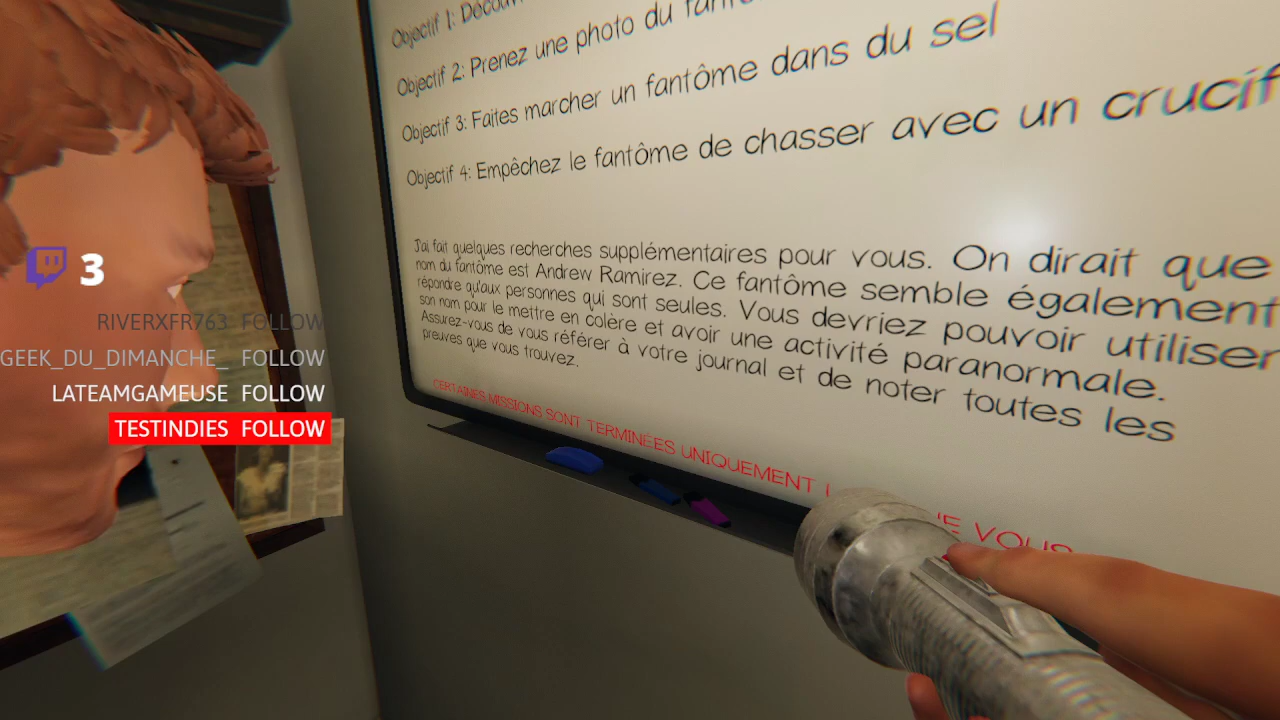 Objectif 1:
Objectif 2: Prenez une photo du
Objectif 3: Faites marcher un fantôme dans du sel
Objectif 4: Empêchez le fantôme de chasser avec un crucif
J'ai fait quelques recherches supplémentaires pour vous. On dirait que
nom du fantôme est Andrew Ramirez. Ce fantôme semble également
répondre qu'aux personnes qui sont seules. Vous devriez pouvoir utiliser
son nom pour le mettre en colère et avoir une activité paranormale.
Assurez-vous de vous référer à votre journal et de noter toutes les
preuves que vous trouvez.
CERTAINES MISSIONS SONT TERMINÉES UNIQUEMENT VOUS
3
RIVERXFR763 FOLLOW
GEEK_DU_DIMANCHE_ FOLLOW
LATEAMGAMEUSE FOLLOW
TESTINDIES FOLLOW